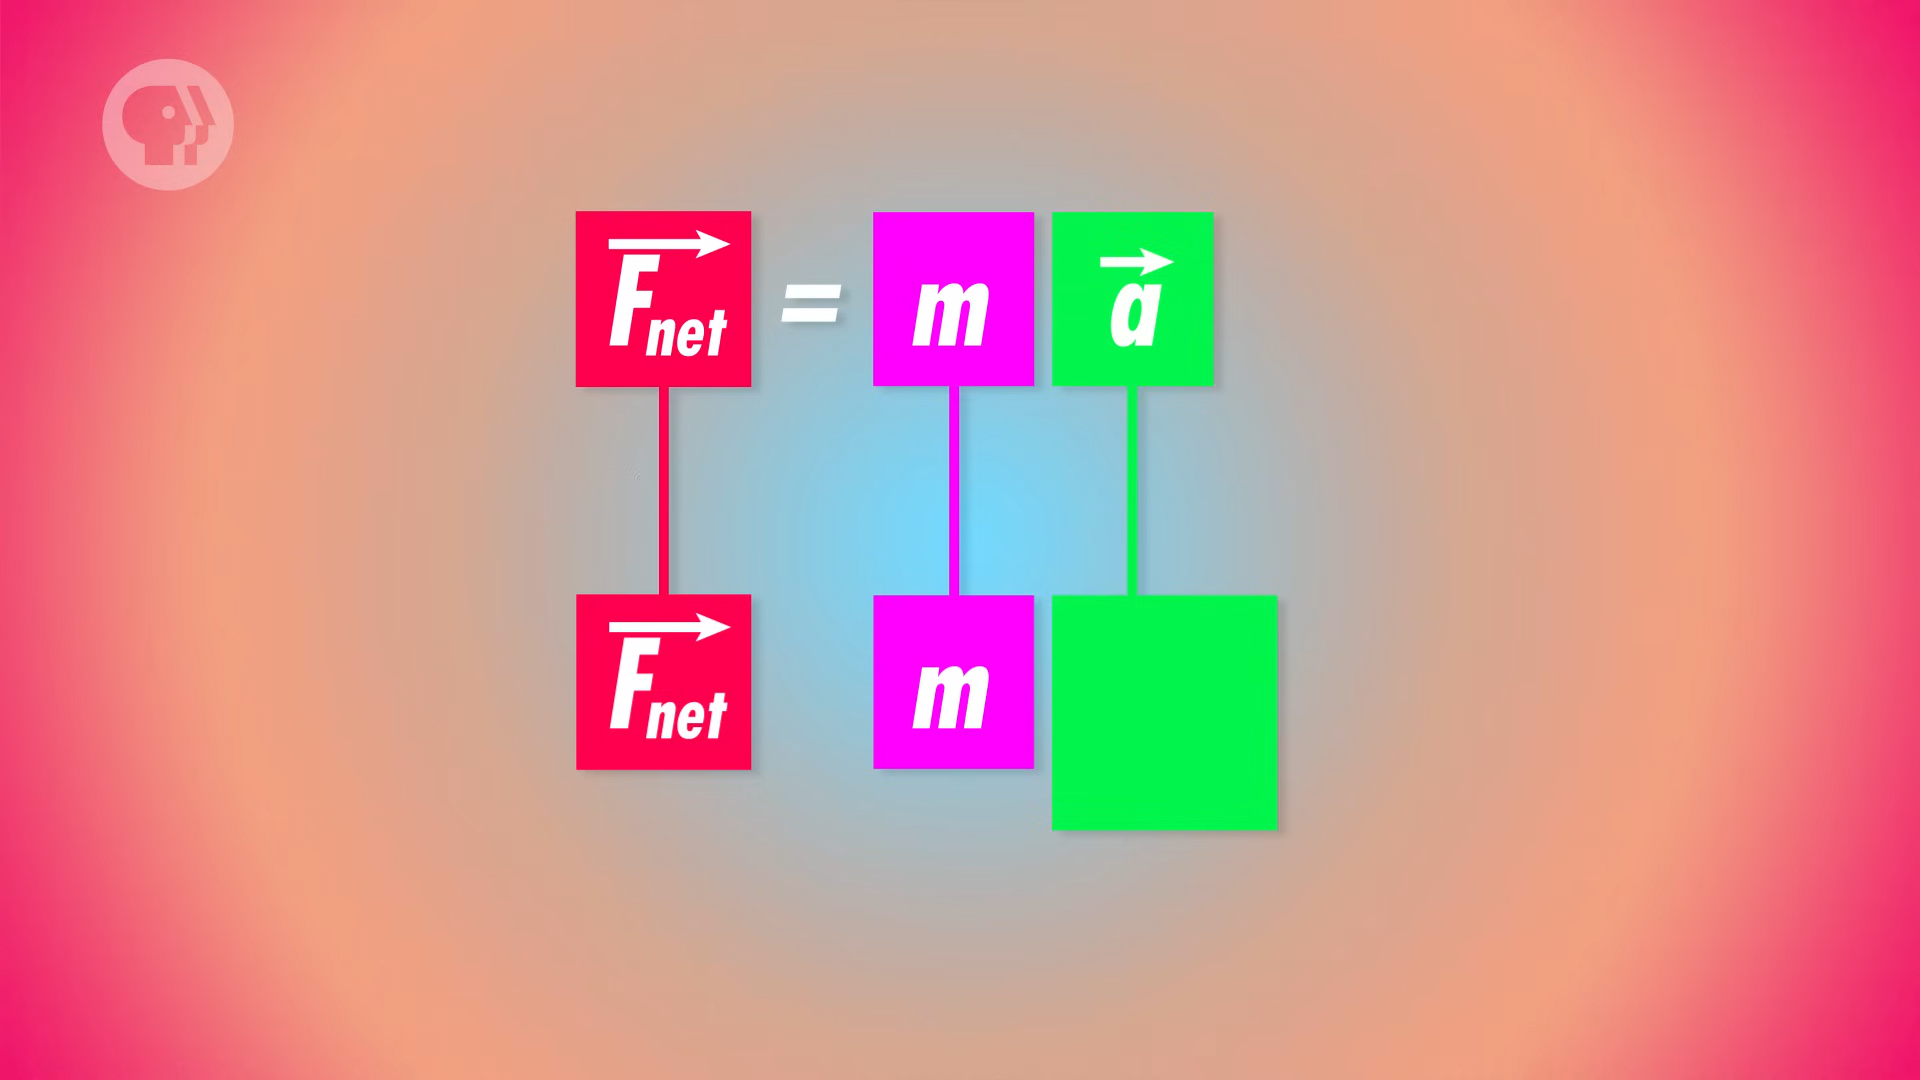 F⃗net = m a⃗
F⃗net m